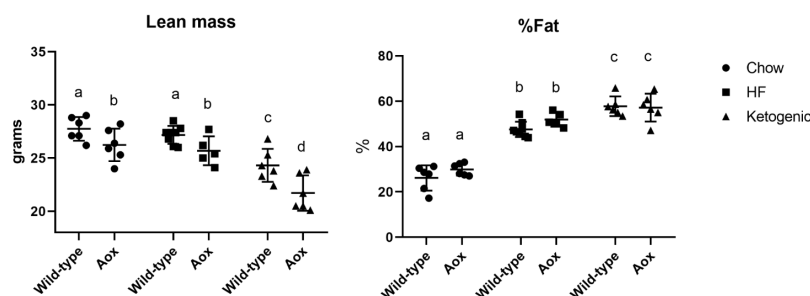 Lean mass
35
30
25
20
grams
a
b
a
b
c
d
Wild-type
Aox
Wild-type
Aox
Wild-type
Aox
%Fat
80
60
40
20
0
%
a
a
b
b
c
c
Wild-type
Aox
Wild-type
Aox
Wild-type
Aox
Chow
HF
Ketogenic